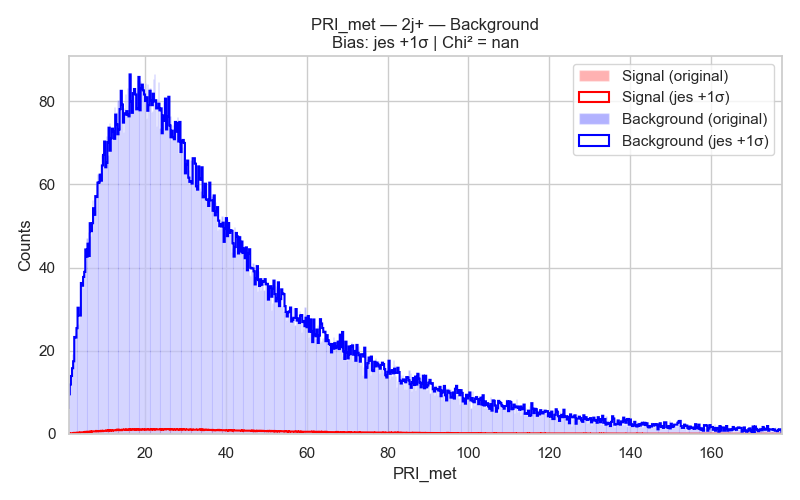 PRI_met — 2j+ — Background
Bias: jes +1σ | Chi² = nan
Signal (original)
Signal (jes +1σ)
Background (original)
Background (jes +1σ)
Counts
80
60
40
20
0
20 40 60 80 100 120 140 160
PRI_met